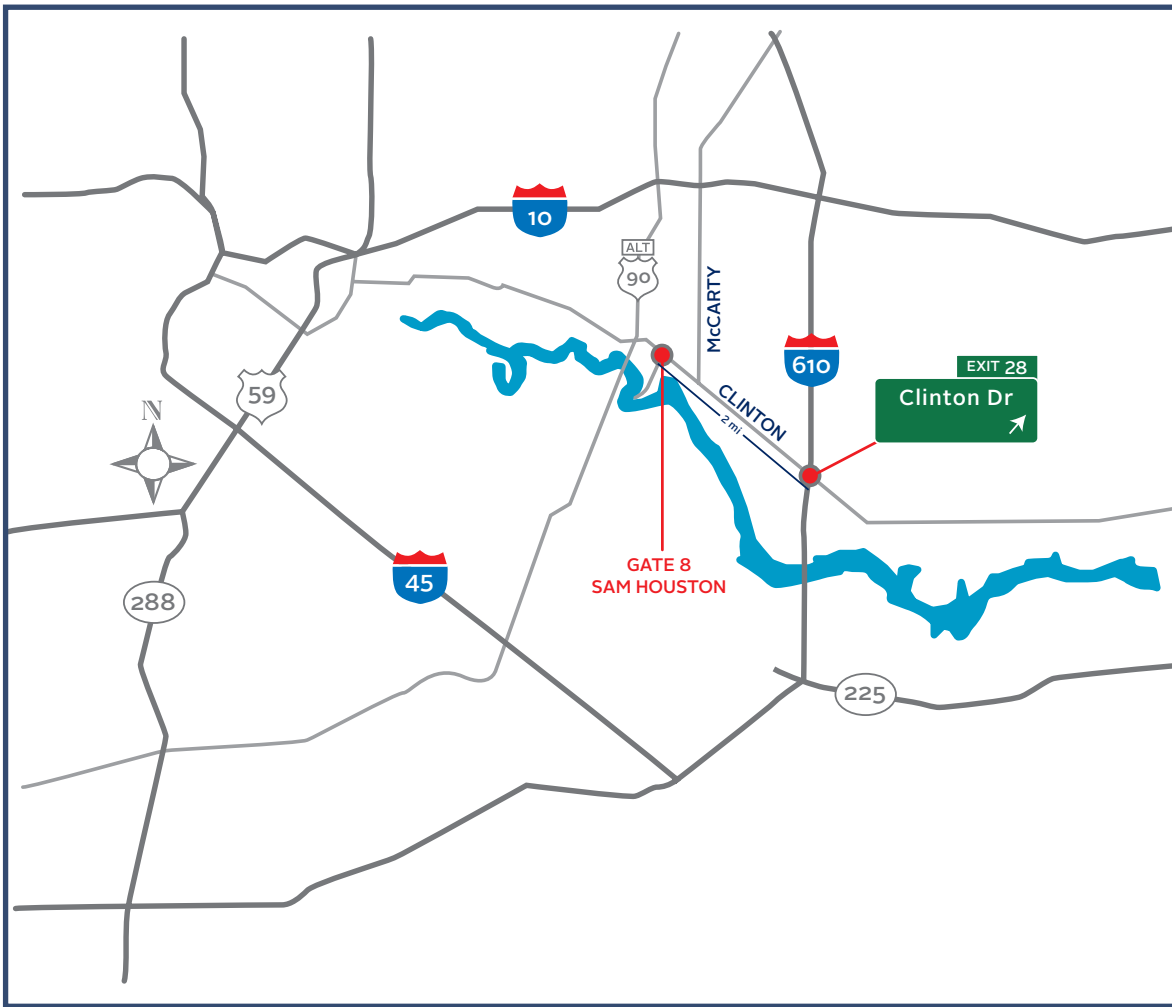 10
ALT
90
McCARTY
610
EXIT 28
Clinton Dr
59
N
CLINTON
2 mi
GATE 8
SAM HOUSTON
45
288
225